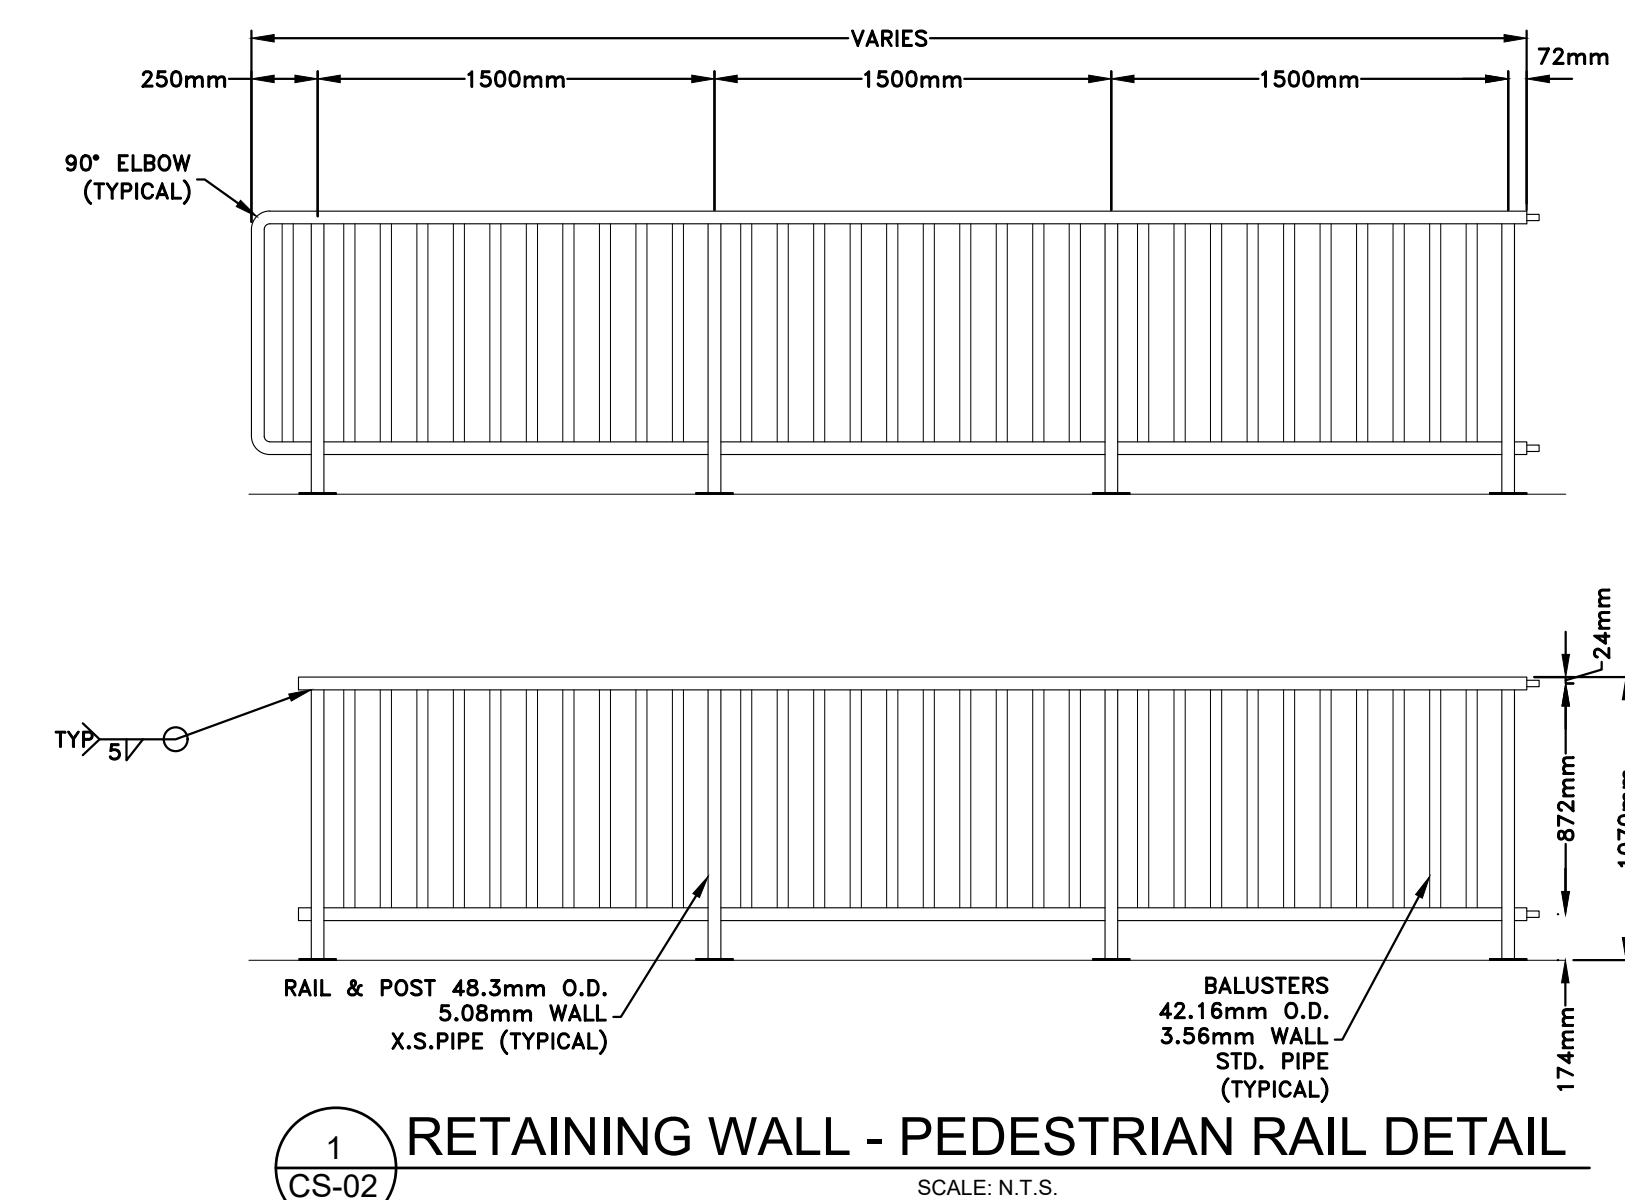 VARIES
72mm
250mm
1500mm
1500mm
1500mm
90° ELBOW
(TYPICAL)
24mm
TYP
5
872mm
1070mm
RAIL & POST 48.3mm O.D.
5.08mm WALL
X.S.PIPE (TYPICAL)
BALUSTERS
42.16mm O.D.
3.56mm WALL
STD. PIPE
(TYPICAL)
174mm
1
CS-02
RETAINING WALL - PEDESTRIAN RAIL DETAIL
SCALE: N.T.S.